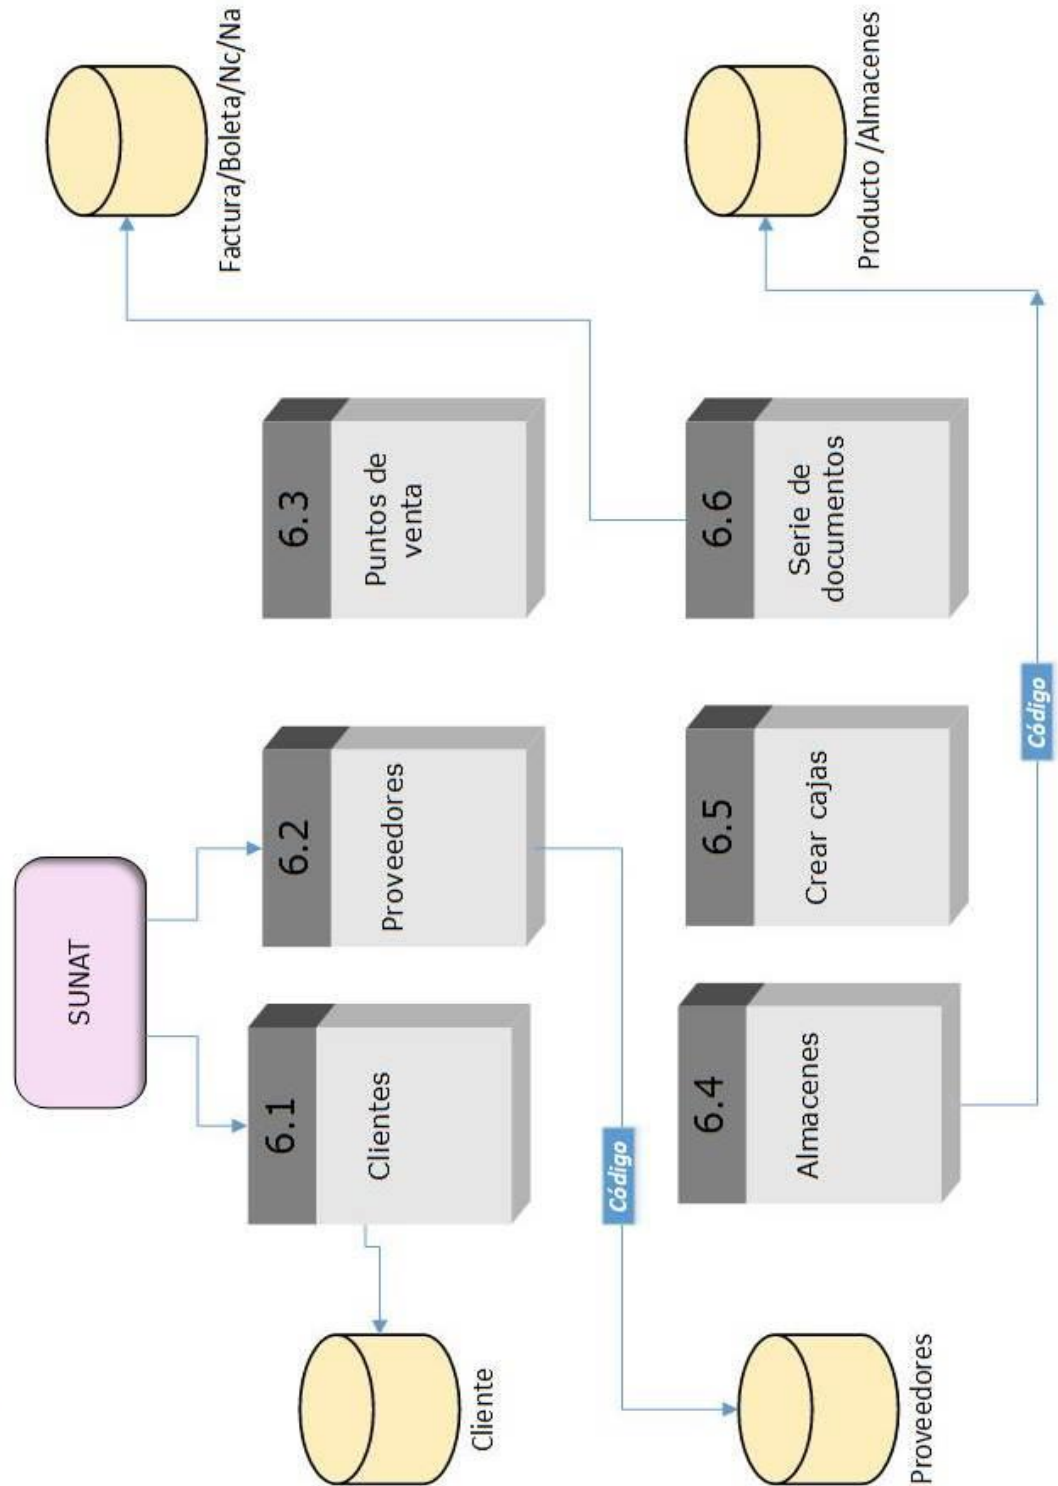 SUNAT
6.1
Clientes
6.2
Proveedores
6.3
Puntos de
venta
Factura/Boleta/Nc/Na
Cliente
Código
6.4
Almacenes
6.5
Crear cajas
6.6
Serie de
documentos
Producto /Almacenes
Proveedores
Código